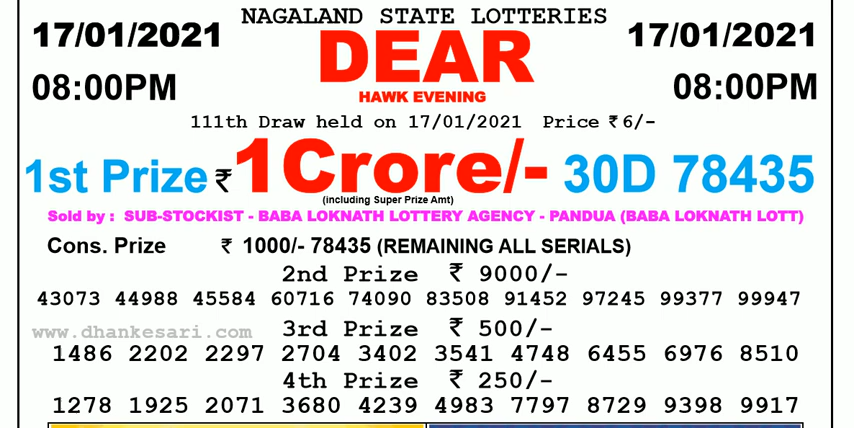 NAGALAND STATE LOTTERIES
17/01/2021 DEAR 17/01/2021
08:00PM HAWK EVENING 08:00PM
111th Draw held on 17/01/2021 Price ₹ 6/-
1st Prize ₹ 1Crore/- 30D 78435
(including Super Prize Amt)
Sold by : SUB-STOCKIST - BABA LOKNATH LOTTERY AGENCY - PANDUA (BABA LOKNATH LOTT)
Cons. Prize ₹ 1000/- 78435 (REMAINING ALL SERIALS)
2nd Prize ₹ 9000/-
43073 44988 45584 60716 74090 83508 91452 97245 99377 99947
www.dhankesari.com 3rd Prize ₹ 500/-
1486 2202 2297 2704 3402 3541 4748 6455 6976 8510
4th Prize ₹ 250/-
1278 1925 2071 3680 4239 4983 7797 8729 9398 9917